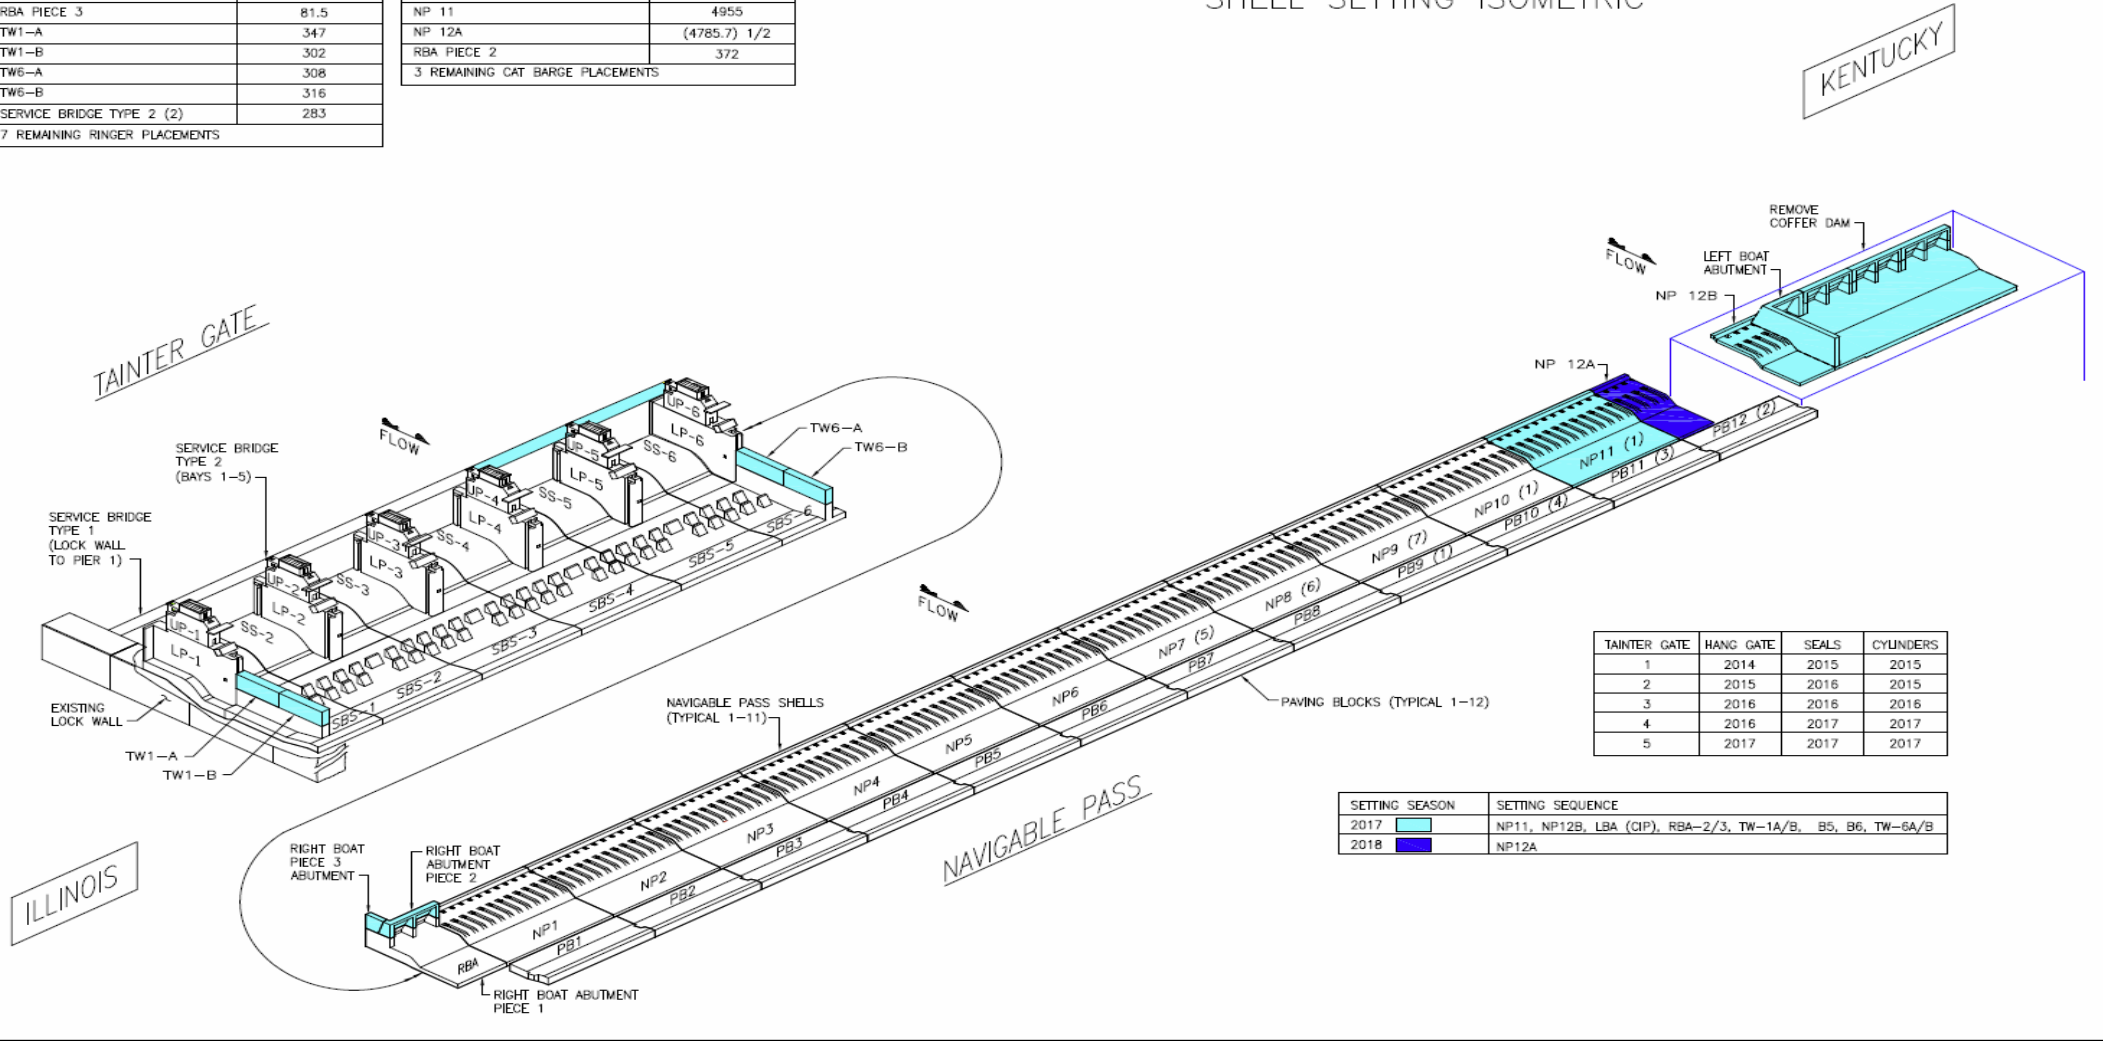 SHELL SETTING ISOMETRIC
RBA PIECE 3 81.5
TW1-A 347
TW1-B 302
TW6-A 308
TW6-B 316
SERVICE BRIDGE TYPE 2 (2) 283
7 REMAINING RINGER PLACEMENTS
NP 11 4955
NP 12A (4785.7) 1/2
RBA PIECE 2 372
3 REMAINING CAT BARGE PLACEMENTS
KENTUCKY
REMOVE
COFFER DAM
FLOW
LEFT BOAT
ABUTMENT
NP 12B
NP 12A
TAINTER GATE
FLOW
SERVICE BRIDGE
TYPE 2
(BAYS 1-5)
SERVICE BRIDGE
TYPE 1
(LOCK WALL
TO PIER 1)
EXISTING
LOCK WALL
TW1-A
TW1-B
TW6-A
TW6-B
UP-1
LP-1
UP-2
LP-2
UP-3
LP-3
UP-4
LP-4
UP-5
LP-5
UP-6
LP-6
SS-2
SS-3
SS-4
SS-5
SS-6
SBS-1
SBS-2
SBS-3
SBS-4
SBS-5
SBS-6
FLOW
NAVIGABLE PASS SHELLS
(TYPICAL 1-11)
PAVING BLOCKS (TYPICAL 1-12)
NAVIGABLE PASS
RBA
NP1
NP2
NP3
NP4
NP5
NP6
NP7 (5)
NP8 (6)
NP9 (7)
NP10 (1)
NP11 (1)
PB1
PB2
PB3
PB4
PB5
PB6
PB7
PB8
PB9 (1)
PB10 (4)
PB11 (3)
PB12 (2)
ILLINOIS
RIGHT BOAT
PIECE 3
ABUTMENT
RIGHT BOAT
ABUTMENT
PIECE 2
RIGHT BOAT ABUTMENT
PIECE 1
TAINTER GATE HANG GATE SEALS CYLINDERS
1 2014 2015 2015
2 2015 2016 2015
3 2016 2016 2016
4 2016 2017 2017
5 2017 2017 2017
SETTING SEASON SETTING SEQUENCE
2017 NP11, NP12B, LBA (CIP), RBA-2/3, TW-1A/B, B5, B6, TW-6A/B
2018 NP12A